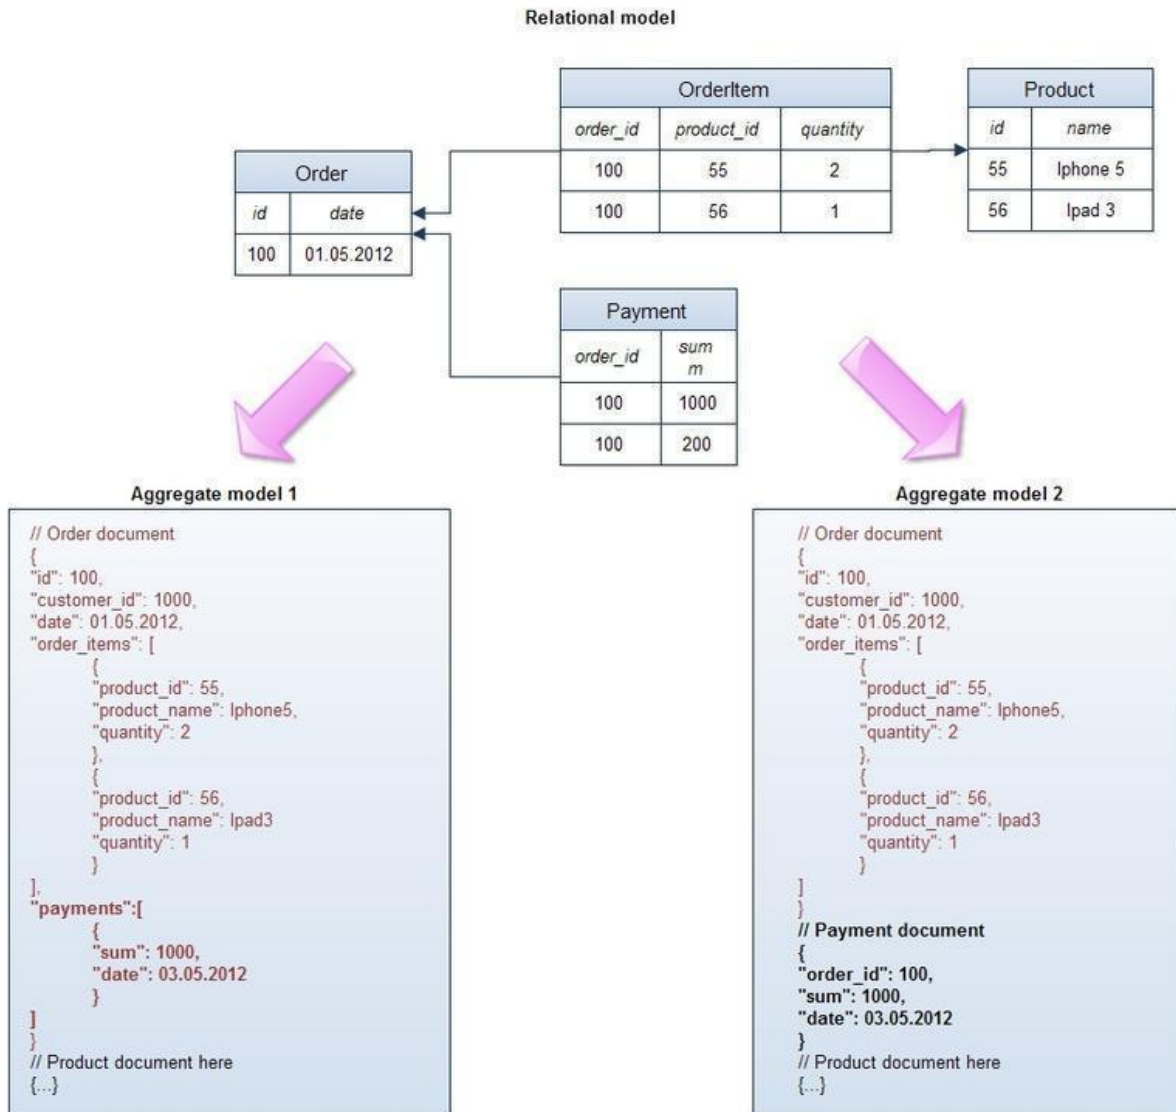 Relational model
OrderItem
order_id product_id quantity
100 55 2
100 56 1
Product
id name
55 Iphone 5
56 Ipad 3
Order
id date
100 01.05.2012
Payment
order_id sum
m
100 1000
100 200
Aggregate model 1
// Order document
{
"id": 100,
"customer_id": 1000,
"date": 01.05.2012,
"order_items": [
{
"product_id": 55,
"product_name": Iphone5,
"quantity": 2
},
{
"product_id": 56,
"product_name": Ipad3
"quantity": 1
}
],
"payments":[
{
"sum": 1000,
"date": 03.05.2012
}
]
}
// Product document here
{...}
Aggregate model 2
// Order document
{
"id": 100,
"customer_id": 1000,
"date": 01.05.2012,
"order_items": [
{
"product_id": 55,
"product_name": Iphone5,
"quantity": 2
},
{
"product_id": 56,
"product_name": Ipad3
"quantity": 1
}
]
}
// Payment document
{
"order_id": 100,
"sum": 1000,
"date": 03.05.2012
}
// Product document here
{...}